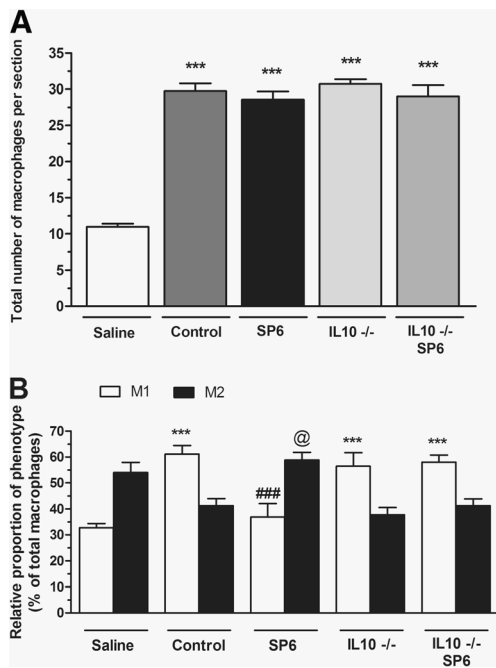 A
Total number of macrophages per section
35
30
25
20
15
10
5
0
***
***
***
***
Saline
Control
SP6
IL10 -/-
IL10 -/-
SP6
B
M1
M2
Relative proportion of phenotype
(% of total macrophages)
70
60
50
40
30
20
10
0
***
###
@
***
***
Saline
Control
SP6
IL10 -/-
IL10 -/-
SP6